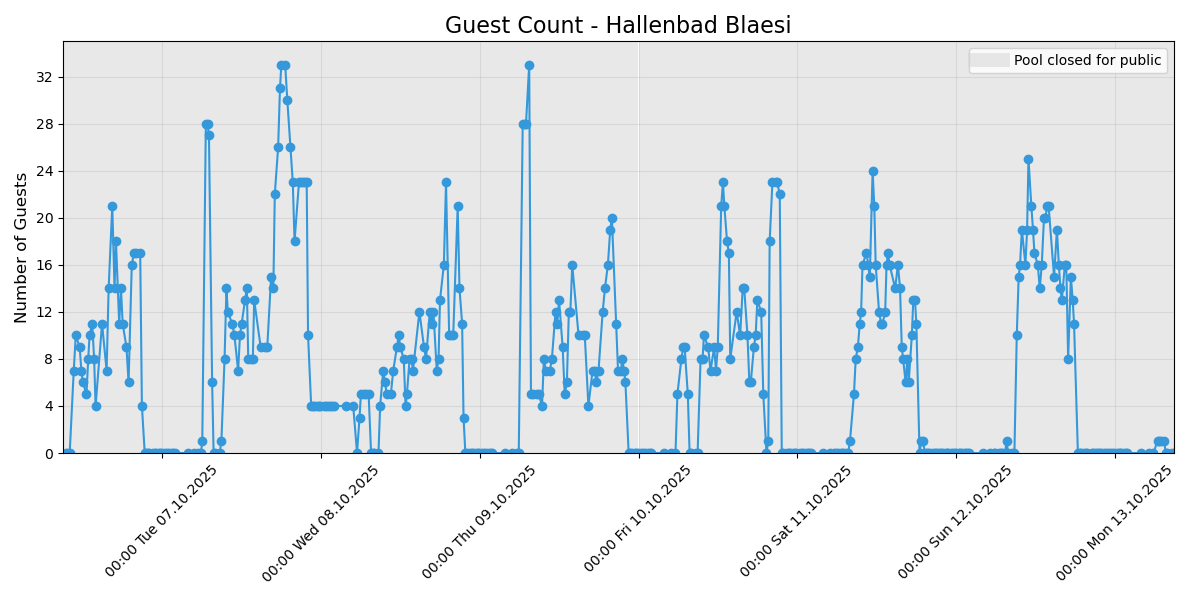 Guest Count - Hallenbad Blaesi
Pool closed for public
Number of Guests
32
28
24
20
16
12
8
4
0
00:00 Tue 07.10.2025
00:00 Wed 08.10.2025
00:00 Thu 09.10.2025
00:00 Fri 10.10.2025
00:00 Sat 11.10.2025
00:00 Sun 12.10.2025
00:00 Mon 13.10.2025